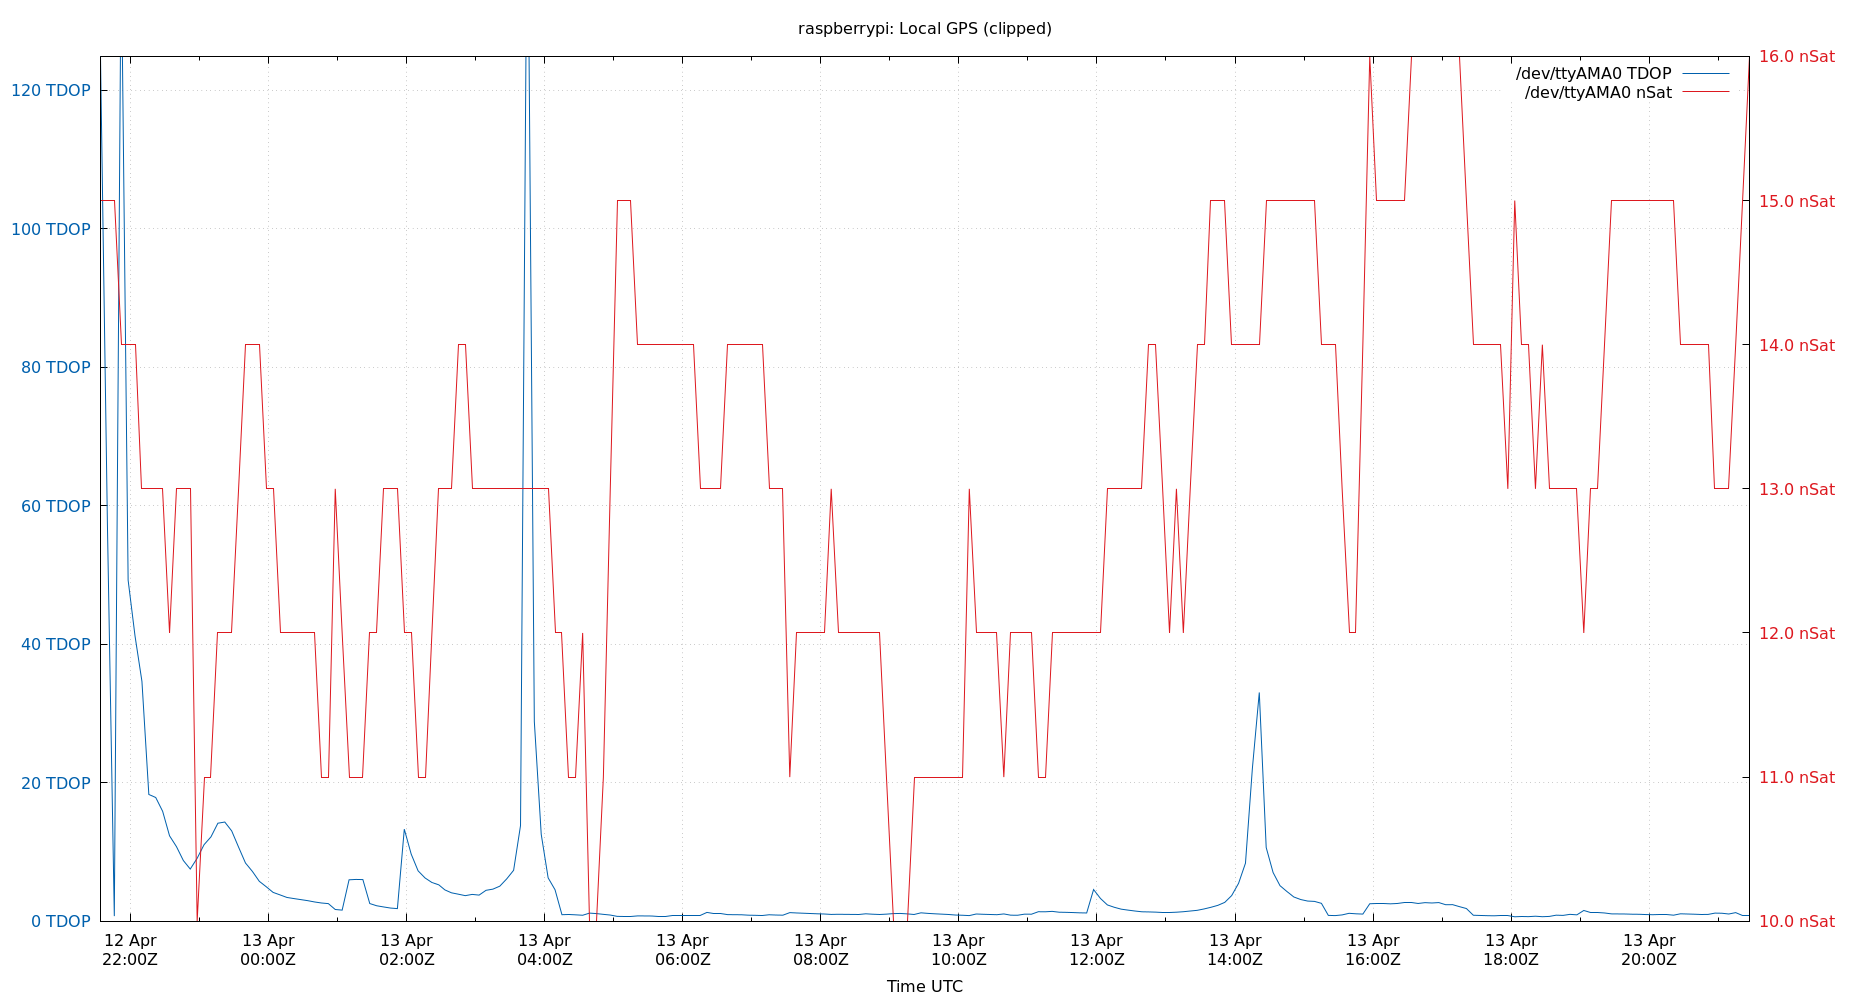 raspberrypi: Local GPS (clipped)
/dev/ttyAMA0 TDOP
/dev/ttyAMA0 nSat
120 TDOP
100 TDOP
80 TDOP
60 TDOP
40 TDOP
20 TDOP
0 TDOP
16.0 nSat
15.0 nSat
14.0 nSat
13.0 nSat
12.0 nSat
11.0 nSat
10.0 nSat
12 Apr 13 Apr 13 Apr 13 Apr 13 Apr 13 Apr 13 Apr 13 Apr 13 Apr 13 Apr 13 Apr 13 Apr
22:00Z 00:00Z 02:00Z 04:00Z 06:00Z 08:00Z 10:00Z 12:00Z 14:00Z 16:00Z 18:00Z 20:00Z
Time UTC